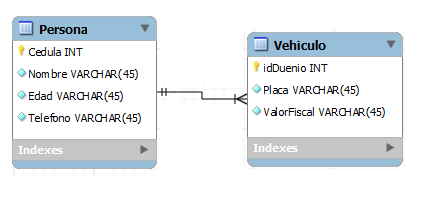 Persona
Cedula INT
Nombre VARCHAR(45)
Edad VARCHAR(45)
Telefono VARCHAR(45)
Indexes
Vehiculo
idDuenio INT
Placa VARCHAR(45)
ValorFiscal VARCHAR(45)
Indexes